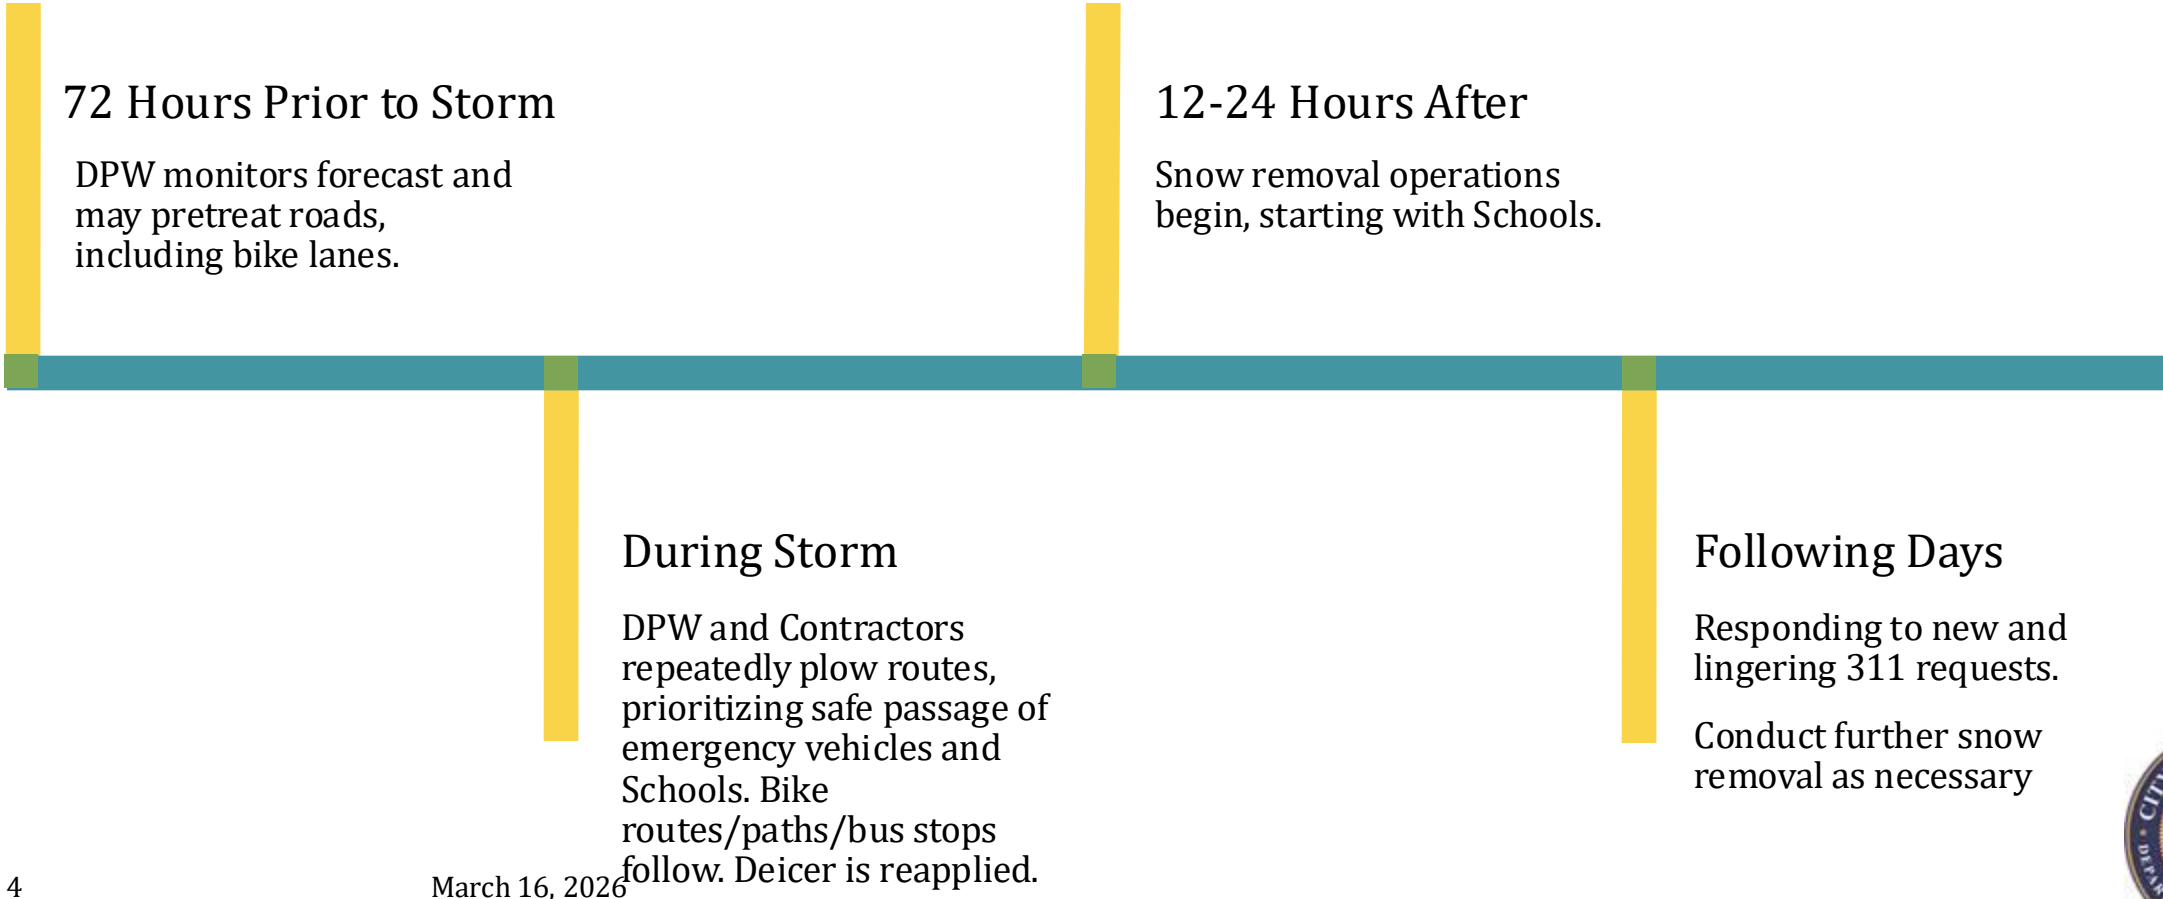 72 Hours Prior to Storm
DPW monitors forecast and
may pretreat roads,
including bike lanes.
During Storm
DPW and Contractors
repeatedly plow routes,
prioritizing safe passage of
emergency vehicles and
Schools. Bike
routes/paths/bus stops
follow. Deicer is reapplied.
12-24 Hours After
Snow removal operations
begin, starting with Schools.
Following Days
Responding to new and
lingering 311 requests.
Conduct further snow
removal as necessary
4
March 16, 2026